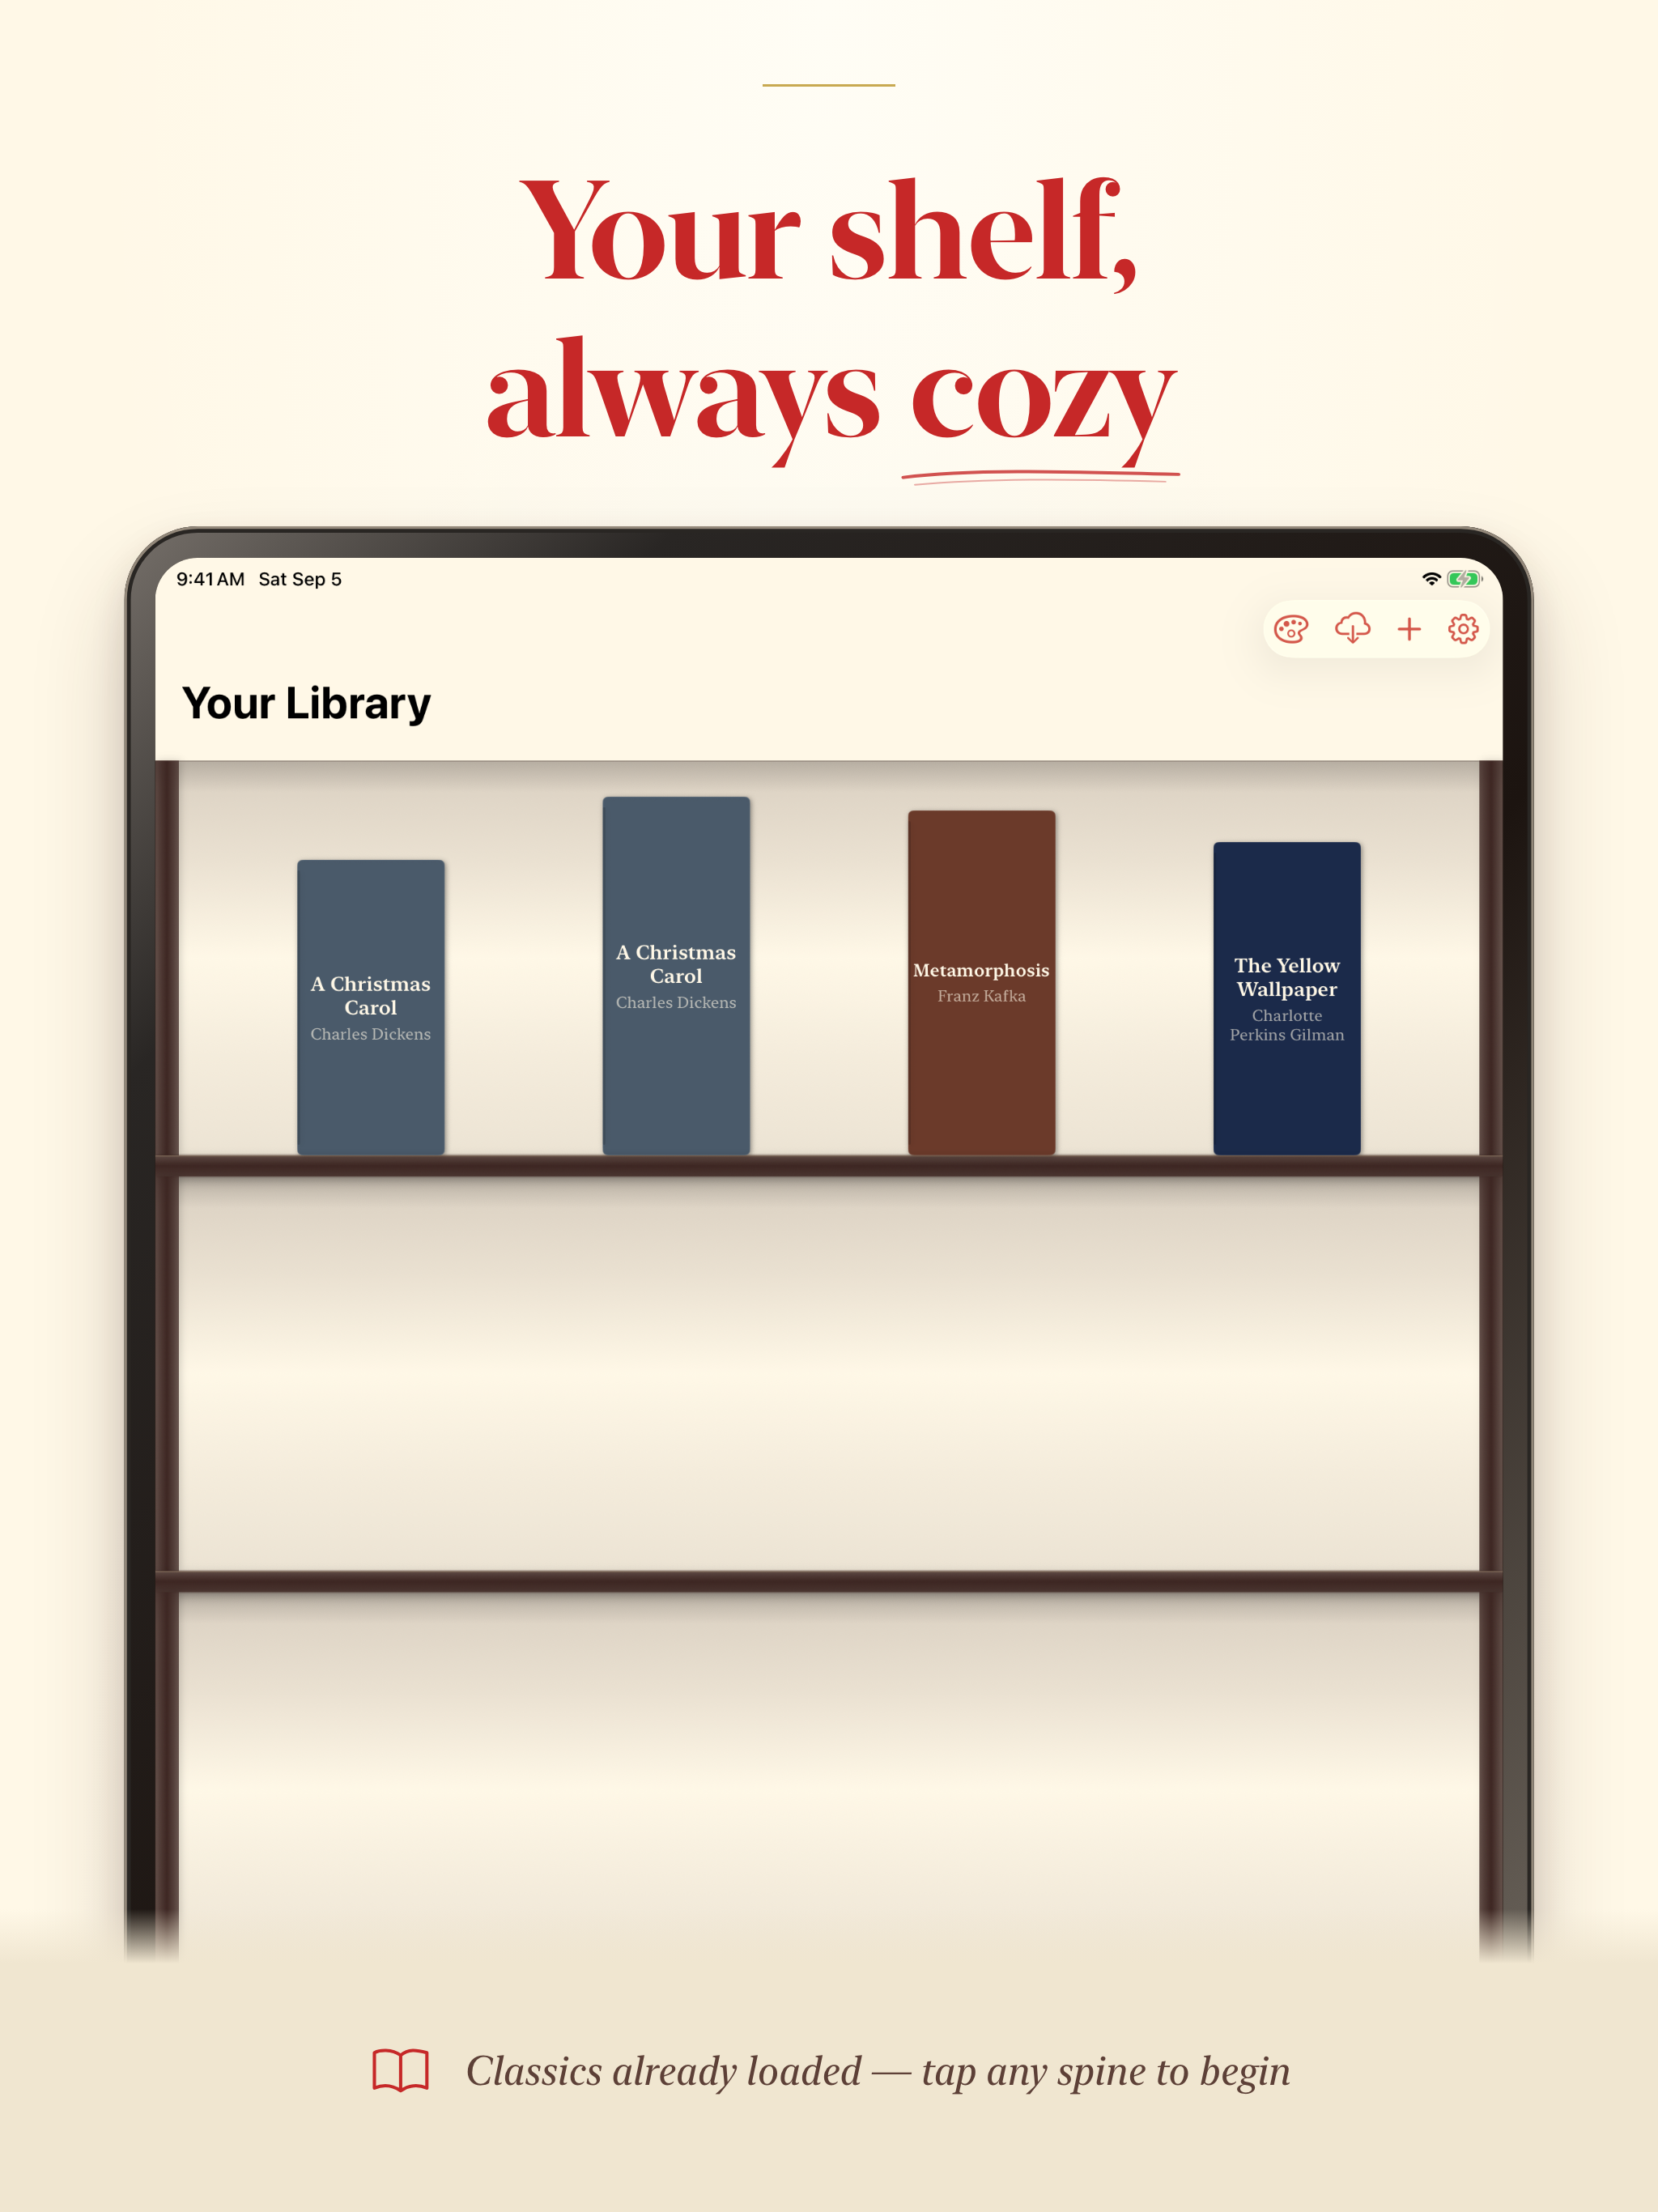 Your shelf,
always cozy
9:41 AM Sat Sep 5
Your Library
A Christmas
Carol
Charles Dickens
A Christmas
Carol
Charles Dickens
Metamorphosis
Franz Kafka
The Yellow
Wallpaper
Charlotte
Perkins Gilman
Classics already loaded — tap any spine to begin